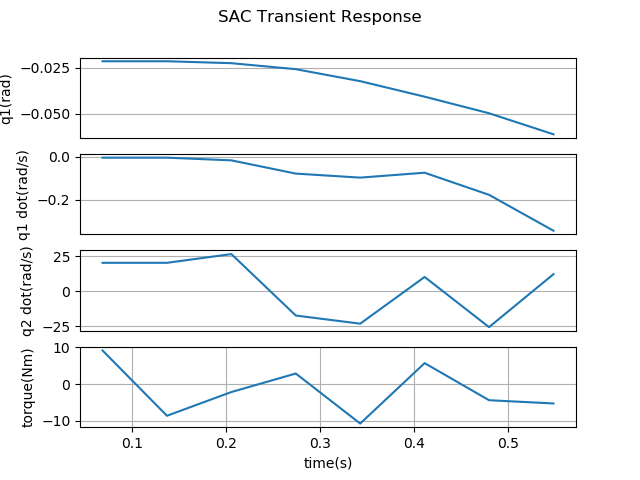 SAC Transient Response
q1(rad)
−0.025
−0.050
q1 dot(rad/s)
0.0
−0.2
q2 dot(rad/s)
25
0
−25
torque(Nm)
10
0
−10
0.1 0.2 0.3 0.4 0.5
time(s)